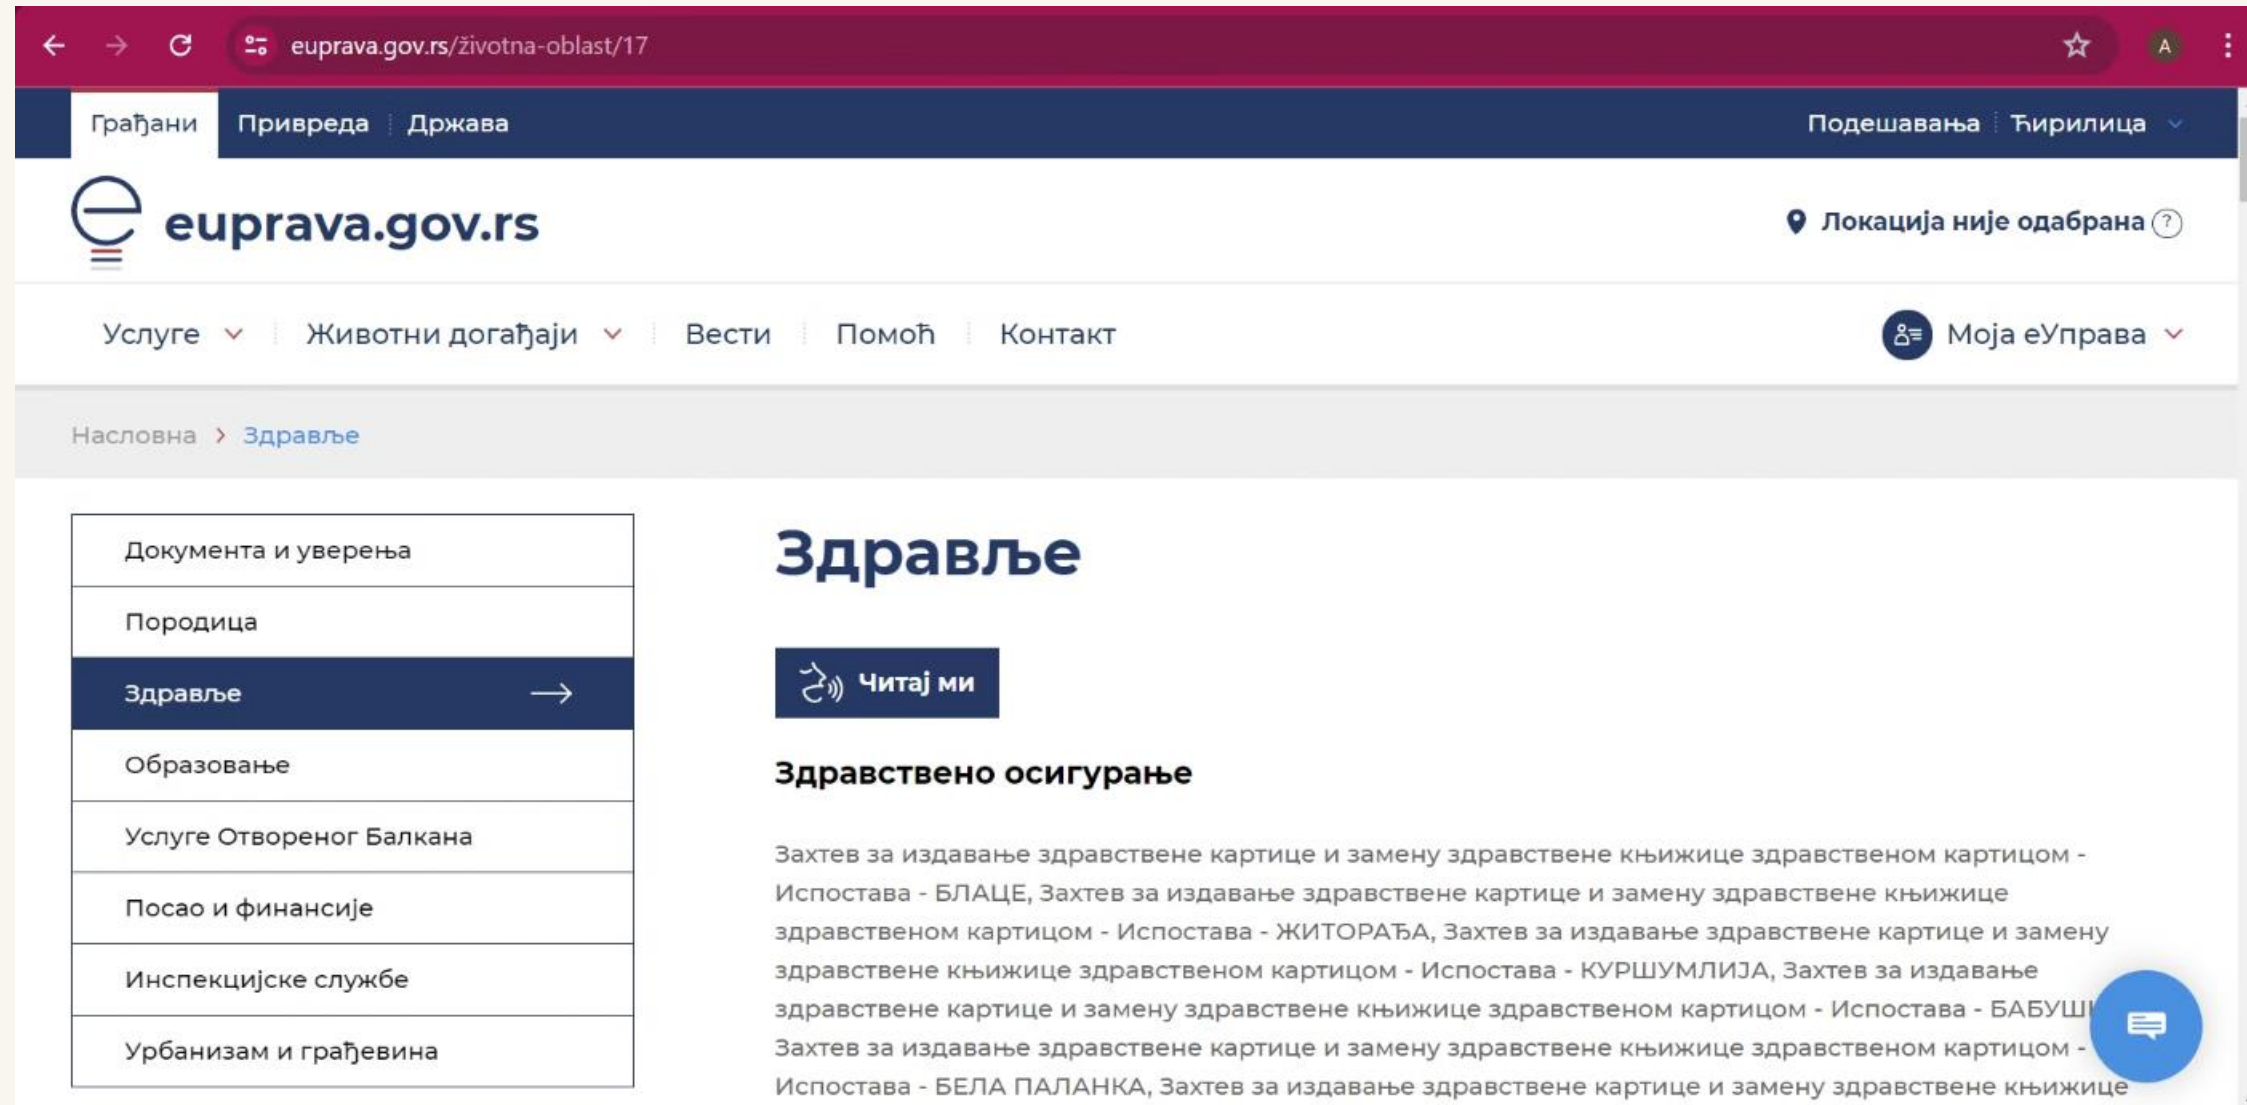 euprava.gov.rs/životna-oblast/17
A
Грађани Привреда Држава
Подешавања Ћирилица
euprava.gov.rs
Локација није одабрана ?
Услуге Животни догађаји Вести Помоћ Контакт
Моја еУправа
Насловна > Здравље
Документа и уверења
Породица
Здравље
Образовање
Услуге Отвореног Балкана
Посао и финансије
Инспекцијске службе
Урбанизам и грађевина
Здравље
Читај ми
Здравствено осигурање
Захтев за издавање здравствене картице и замену здравствене књижице здравственом картицом -
Испостава - БЛАЦЕ, Захтев за издавање здравствене картице и замену здравствене књижице
здравственом картицом - Испостава - ЖИТОРАЂА, Захтев за издавање здравствене картице и замену
здравствене књижице здравственом картицом - Испостава - КУРШУМЛИЈА, Захтев за издавање
здравствене картице и замену здравствене књижице здравственом картицом - Испостава -
Захтев за издавање здравствене картице и замену здравствене књижице здравственом картицом -
Испостава - БЕЛА ПАЛАНКА, Захтев за издавање здравствене картице и замену здравствене књижице